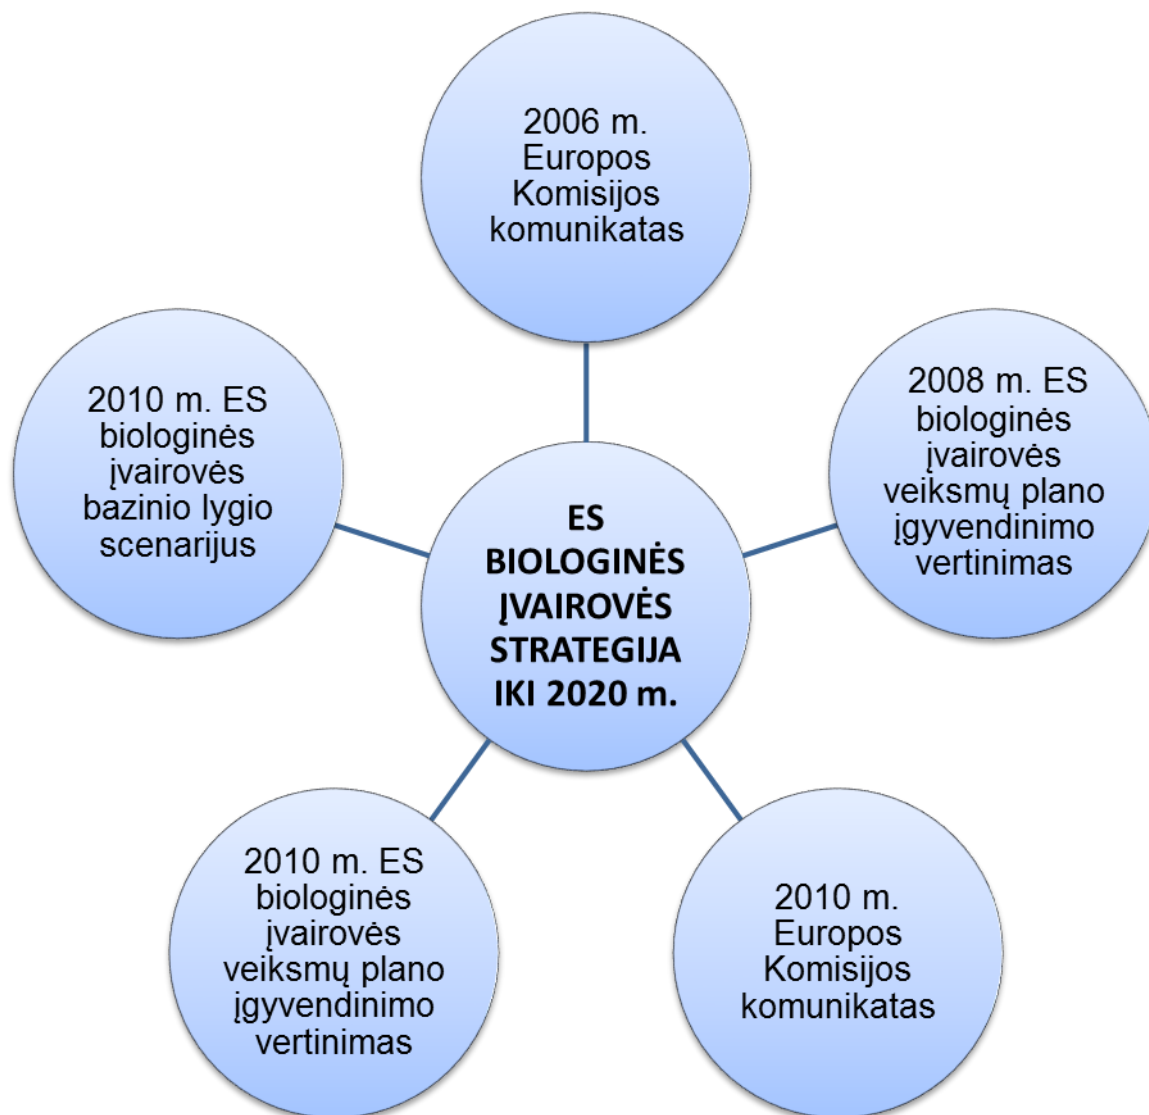 2006 m.
Europos
Komisijos
komunikatas
2008 m. ES
biologinės
įvairovės
veiksmų plano
įgyvendinimo
vertinimas
2010 m.
Europos
Komisijos
komunikatas
2010 m. ES
biologinės
įvairovės
veiksmų plano
įgyvendinimo
vertinimas
2010 m. ES
biologinės
įvairovės
bazinio lygio
scenarijus
ES
BIOLOGINĖS
ĮVAIROVĖS
STRATEGIJA
IKI 2020 m.